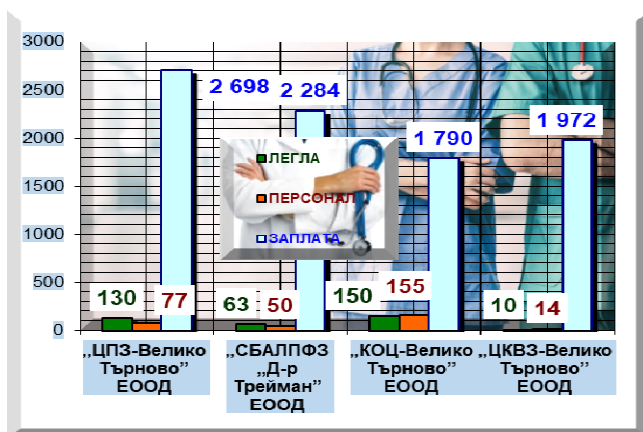 3000
2500
2000
1500
1000
500
0
2 698
2 284
1 790
1 972
ЛЕГЛА
ПЕРСОНАЛ
ЗАПЛАТА
130
77
63
50
150
155
10
14
„ЦПЗ-Велико
Търново”
ЕООД
„СБАЛПФЗ
„Д-р
Трейман”
ЕООД
„КОЦ-Велико
Търново”
ЕООД
„ЦКВЗ-Велико
Търново”
ЕООД